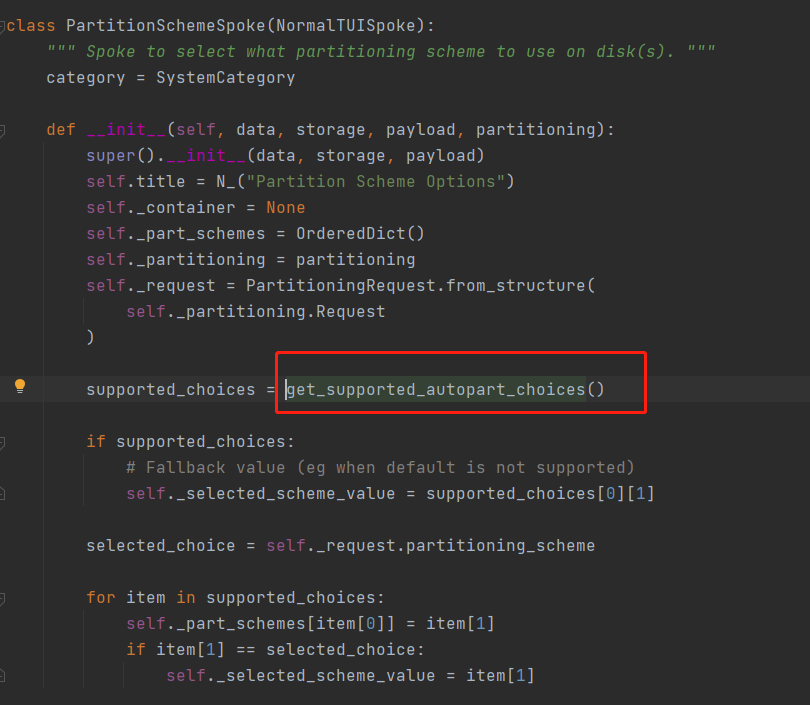 class PartitionSchemeSpoke(NormalTUISpoke):
    """ Spoke to select what partitioning scheme to use on disk(s). """
    category = SystemCategory

    def __init__(self, data, storage, payload, partitioning):
        super().__init__(data, storage, payload)
        self.title = N_("Partition Scheme Options")
        self._container = None
        self._part_schemes = OrderedDict()
        self._partitioning = partitioning
        self._request = PartitioningRequest.from_structure(
            self._partitioning.Request
        )

        supported_choices = get_supported_autopart_choices()

        if supported_choices:
            # Fallback value (eg when default is not supported)
            self._selected_scheme_value = supported_choices[0][1]

        selected_choice = self._request.partitioning_scheme

        for item in supported_choices:
            self._part_schemes[item[0]] = item[1]
            if item[1] == selected_choice:
                self._selected_scheme_value = item[1]